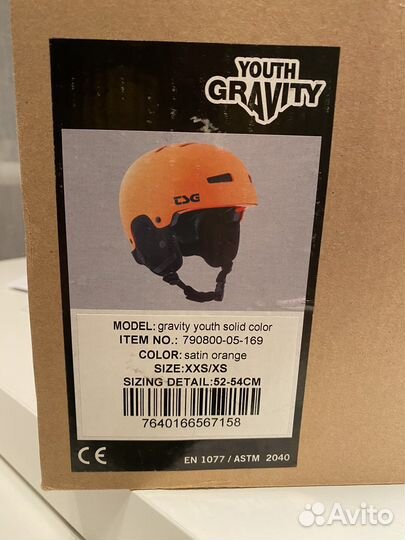 YOUTH
GRAVITY
TSG
MODEL: gravity youth solid color
ITEM NO.: 790800-05-169
COLOR: satin orange
SIZE:XXS/XS
SIZING DETAIL:52-54CM
7640166567158
CE
EN 1077 / ASTM 2040
Avito